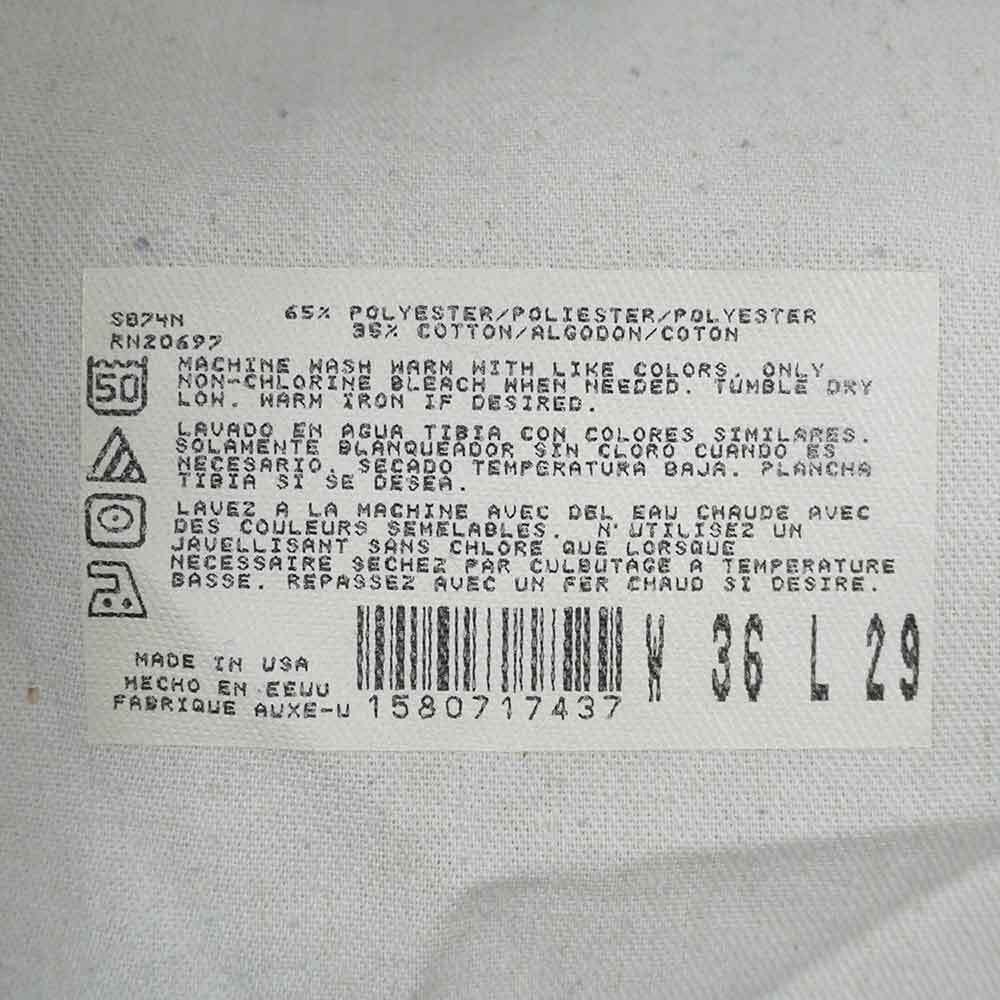 S874N
RN20697
65% POLYESTER/POLIESTER/POLYESTER
35% COTTON/ALGODON/COTON
50
MACHINE WASH WARM WITH LIKE COLORS. ONLY
NON-CHLORINE BLEACH WHEN NEEDED. TUMBLE DRY
LOW. WARM IRON IF DESIRED.
LAVADO EN AGUA TIBIA CON COLORES SIMILARES.
SOLAMENTE BLANQUEADOR SIN CLORO CUANDO ES
NECESARIO. SECADO TEMPERATURA BAJA. PLANCHA
TIBIA SI SE DESEA.
LAVEZ A LA MACHINE AVEC DEL EAU CHAUDE AVEC
DES COULEURS SEMELABLES. N'UTILISEZ UN
JAVELLISANT SANS CHLORE QUE LORSQUE
NECESSAIRE SECHEZ PAR CULBUTAGE A TEMPERATURE
BASSE. REPASSEZ AVEC UN FER CHAUD SI DESIRE.
MADE IN USA
HECHO EN EEUU
FABRIQUE AUXE-U
1580717437
W 36 L 29